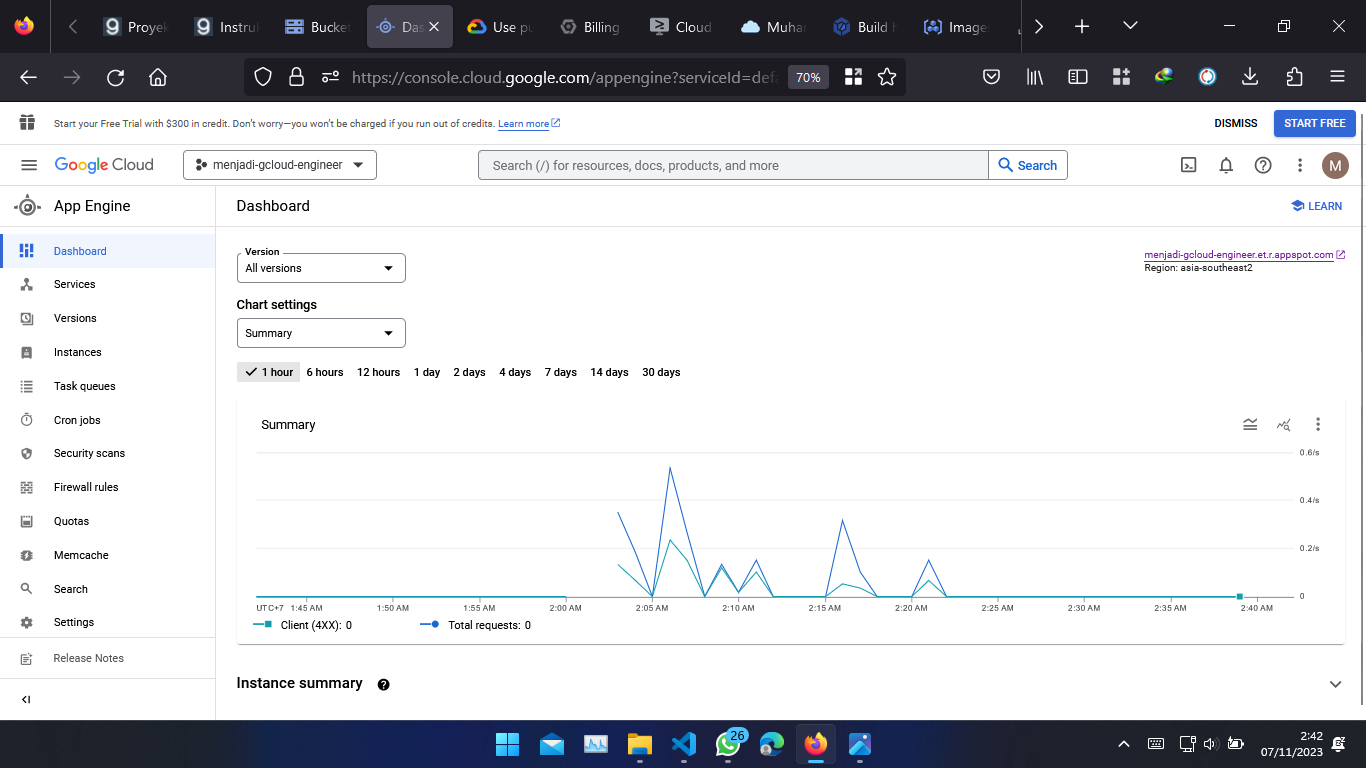 Proyek
Instruk
Bucket
Das
Use pu
Billing
Cloud
Muhan
Build
Image
https://console.cloud.google.com/appengine?serviceId=defa
70%
Start your Free Trial with $300 in credit. Don't worry—you won't be charged if you run out of credits. Learn more
DISMISS
START FREE
Google Cloud
menjadi-gcloud-engineer
Search (/) for resources, docs, products, and more
Search
M
App Engine
Dashboard
LEARN
Dashboard
Services
Versions
Instances
Task queues
Cron jobs
Security scans
Firewall rules
Quotas
Memcache
Search
Settings
Release Notes
Version
All versions
menjadi-gcloud-engineer.et.r.appspot.com
Region: asia-southeast2
Chart settings
Summary
1 hour 6 hours 12 hours 1 day 2 days 4 days 7 days 14 days 30 days
Summary
0.6/s
0.4/s
0.2/s
0
UTC+7 1:45 AM 1:50 AM 1:55 AM 2:00 AM 2:05 AM 2:10 AM 2:15 AM 2:20 AM 2:25 AM 2:30 AM 2:35 AM 2:40 AM
Client (4XX): 0
Total requests: 0
Instance summary
26
2:42
07/11/2023